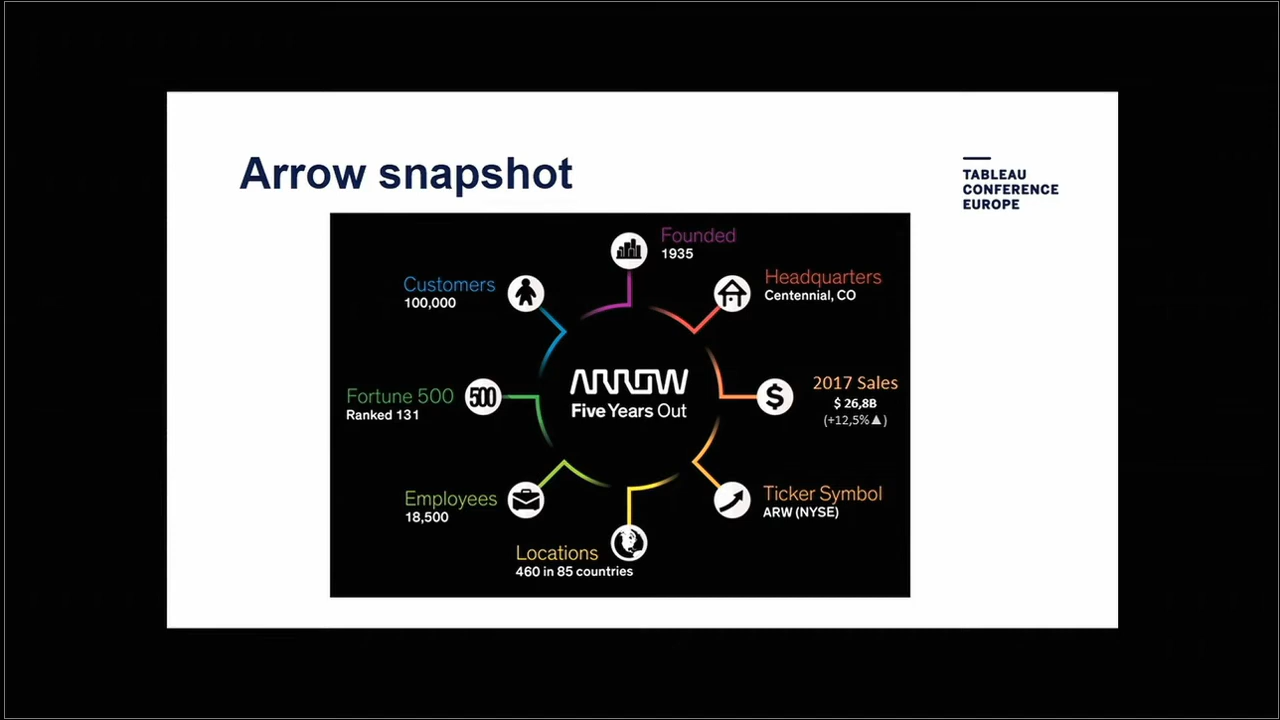 Arrow snapshot
TABLEAU
CONFERENCE
EUROPE
Founded
1935
Customers
100,000
Headquarters
Centennial, CO
Fortune 500
Ranked 131
500
ARROW
Five Years Out
$
2017 Sales
$ 26,8B
(+12,5%▲)
Employees
18,500
Ticker Symbol
ARW (NYSE)
Locations
460 in 85 countries